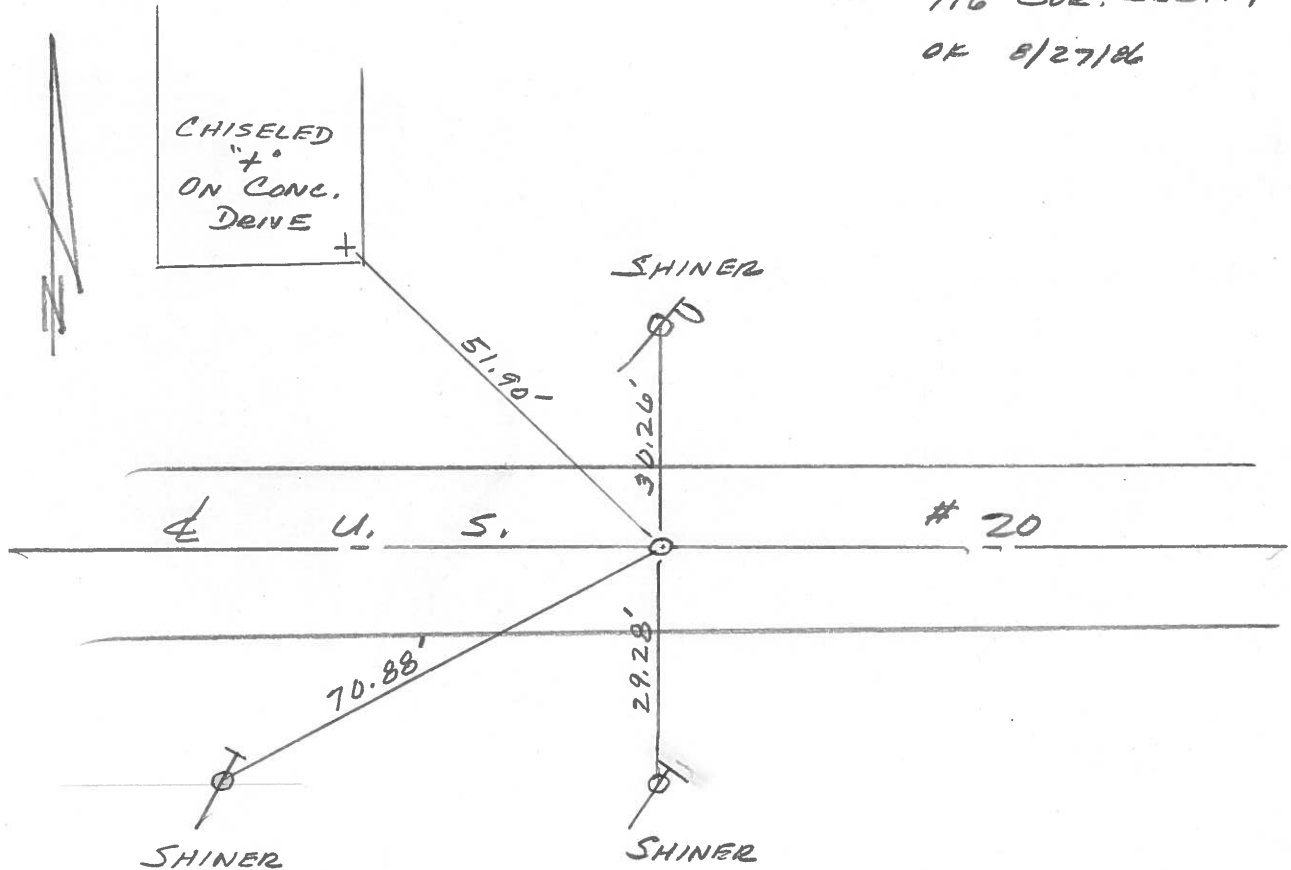 COR.
OK 8/27/86
CHISELED
"+"
ON CONC.
DRIVE
SHINER
51.90'
30.26'
℄ U. S. # 20
70.88'
29.28'
SHINER
SHINER
N